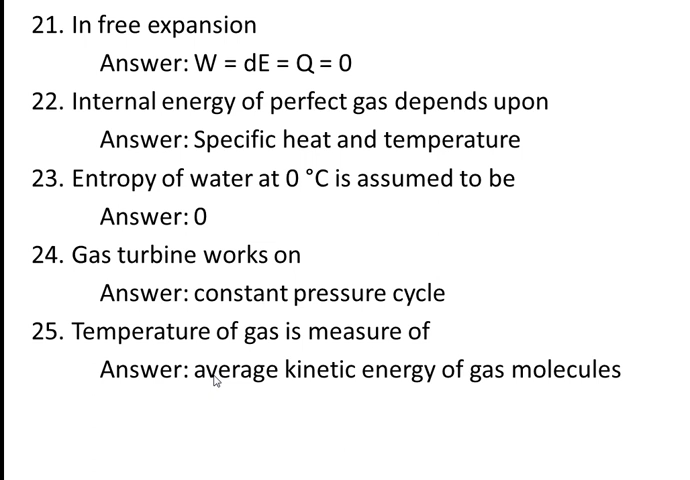 21. In free expansion
Answer: W = dE = Q = 0
22. Internal energy of perfect gas depends upon
Answer: Specific heat and temperature
23. Entropy of water at 0 °C is assumed to be
Answer: 0
24. Gas turbine works on
Answer: constant pressure cycle
25. Temperature of gas is measure of
Answer: average kinetic energy of gas molecules